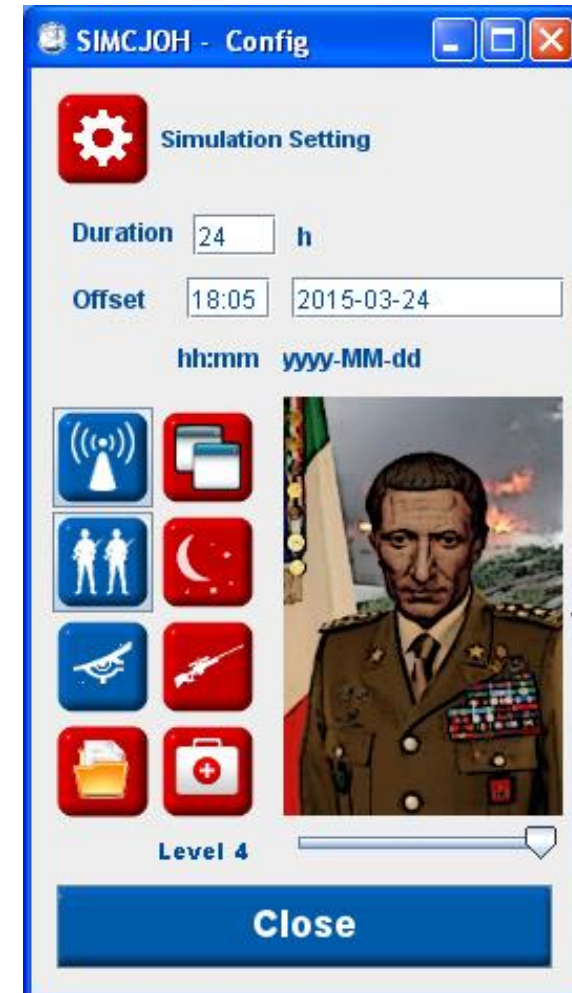 SIMCJOH - Config
Simulation Setting
Duration 24 h
Offset 18:05 2015-03-24
hh:mm yyyy-MM-dd
Level 4
Close